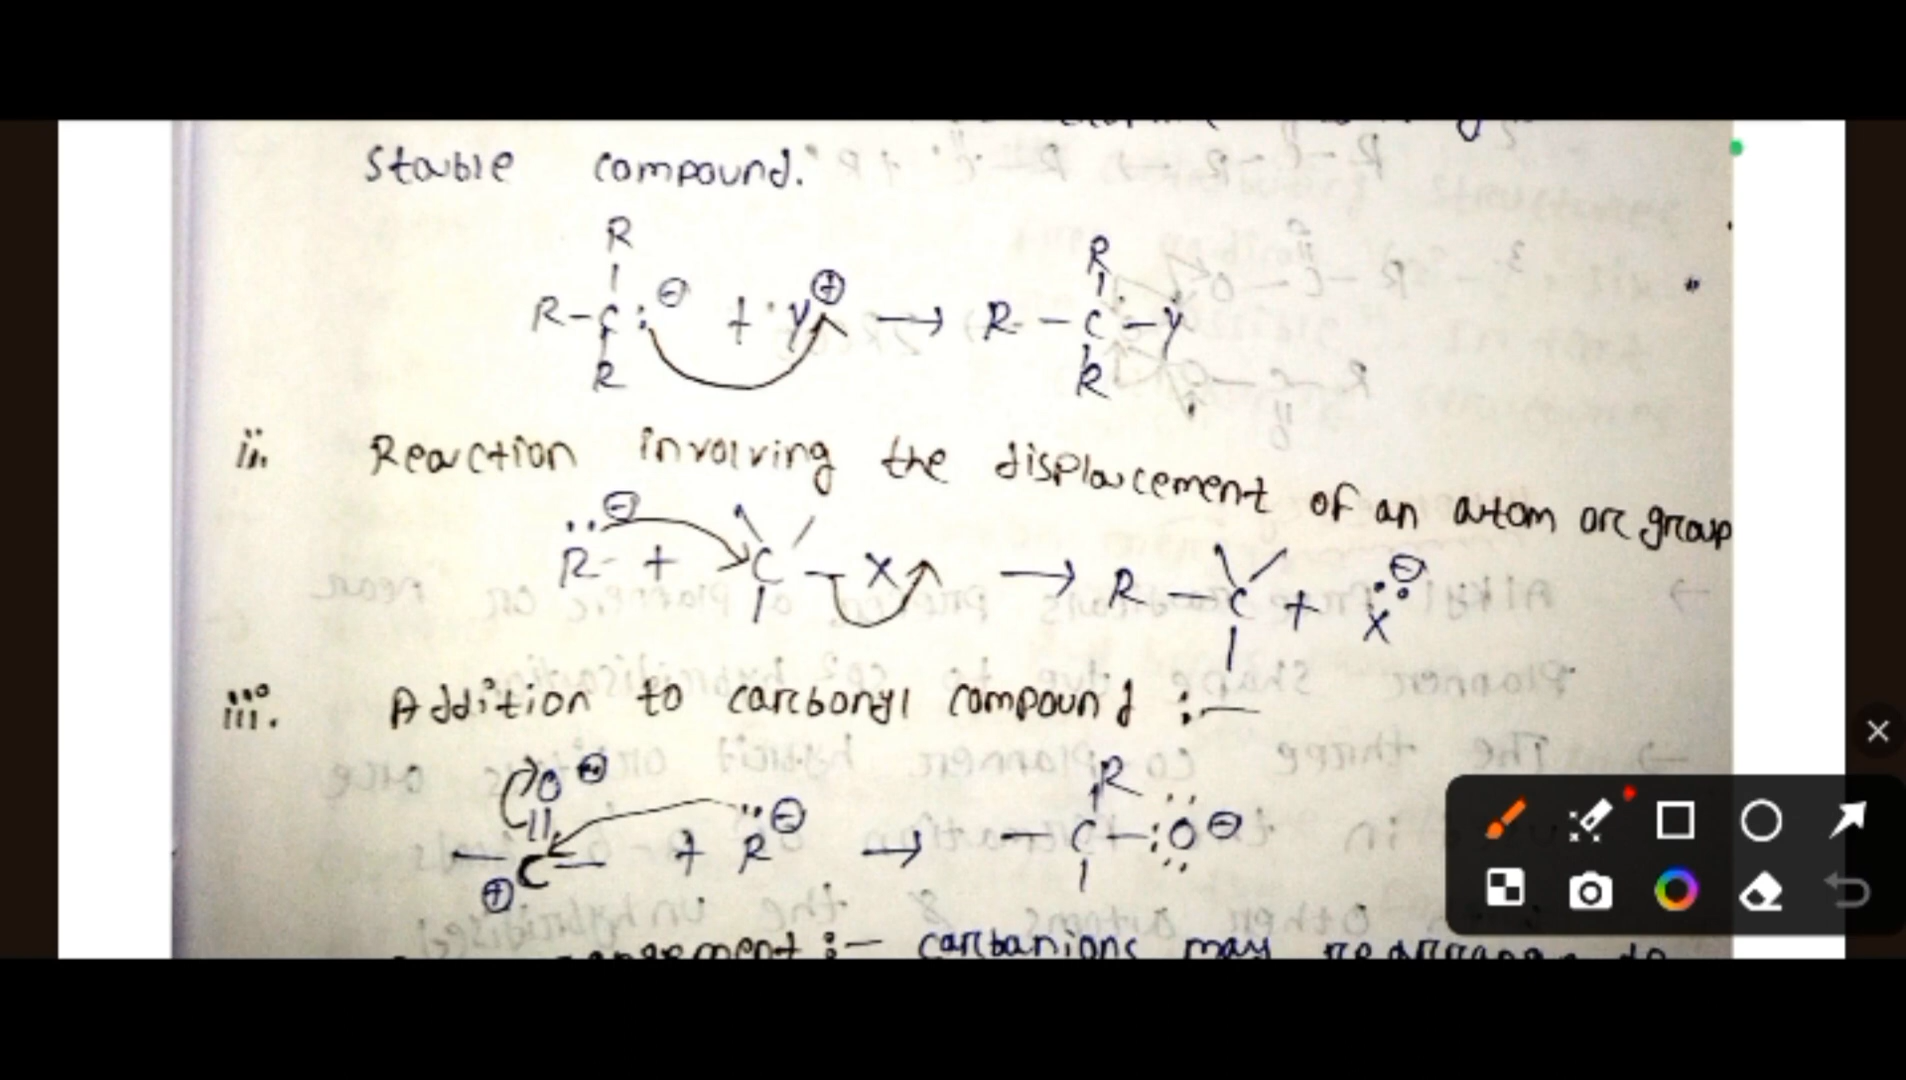 Stable compound.
R
R-C:⊖ + Y⊕ → R-C-Y
R
R
R
ii. Reaction involving the displacement of an atom or group
R:⊖ + C-X → R-C + X:⊖
iii. Addition to carbonyl compound :—
O⊖
R
||
—C— + R:⊖ → —C—:O:⊖
⊕
:— carbanions may